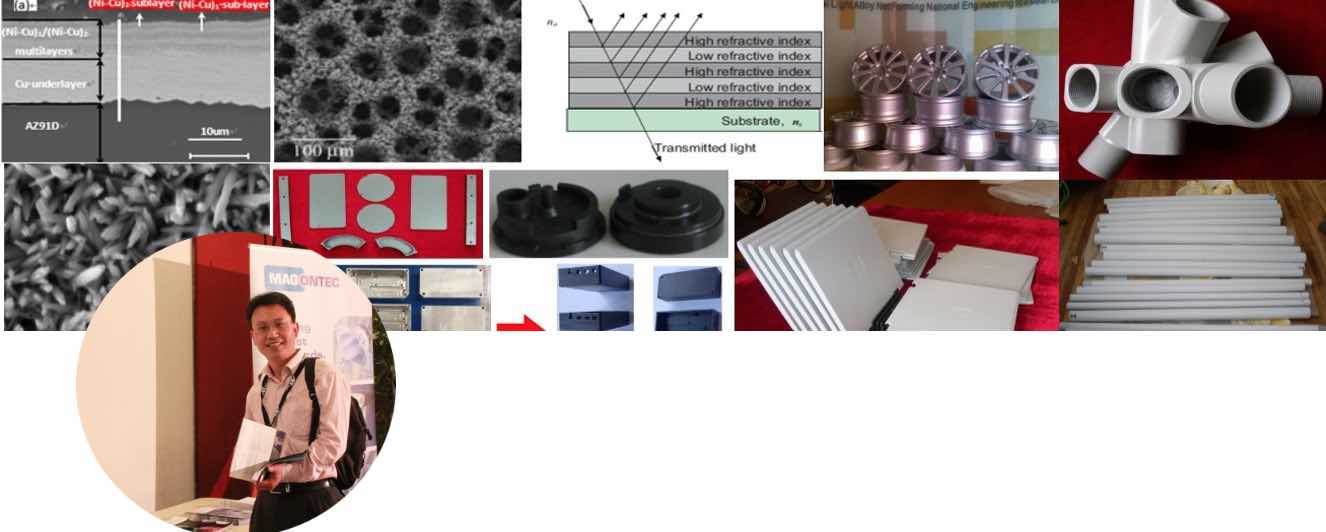 (a)
(Ni-Cu)₂-sublayer
(Ni-Cu)₁-sub-layer
(Ni-Cu)₁/(Ni-Cu)₂
multilayers
Cu-underlayer
AZ91D
10um
100 μm
High refractive index
Low refractive index
High refractive index
Low refractive index
High refractive index
Substrate,
Transmitted light
Light Alloy Net Forming National Engineering Research
MAGONTEC